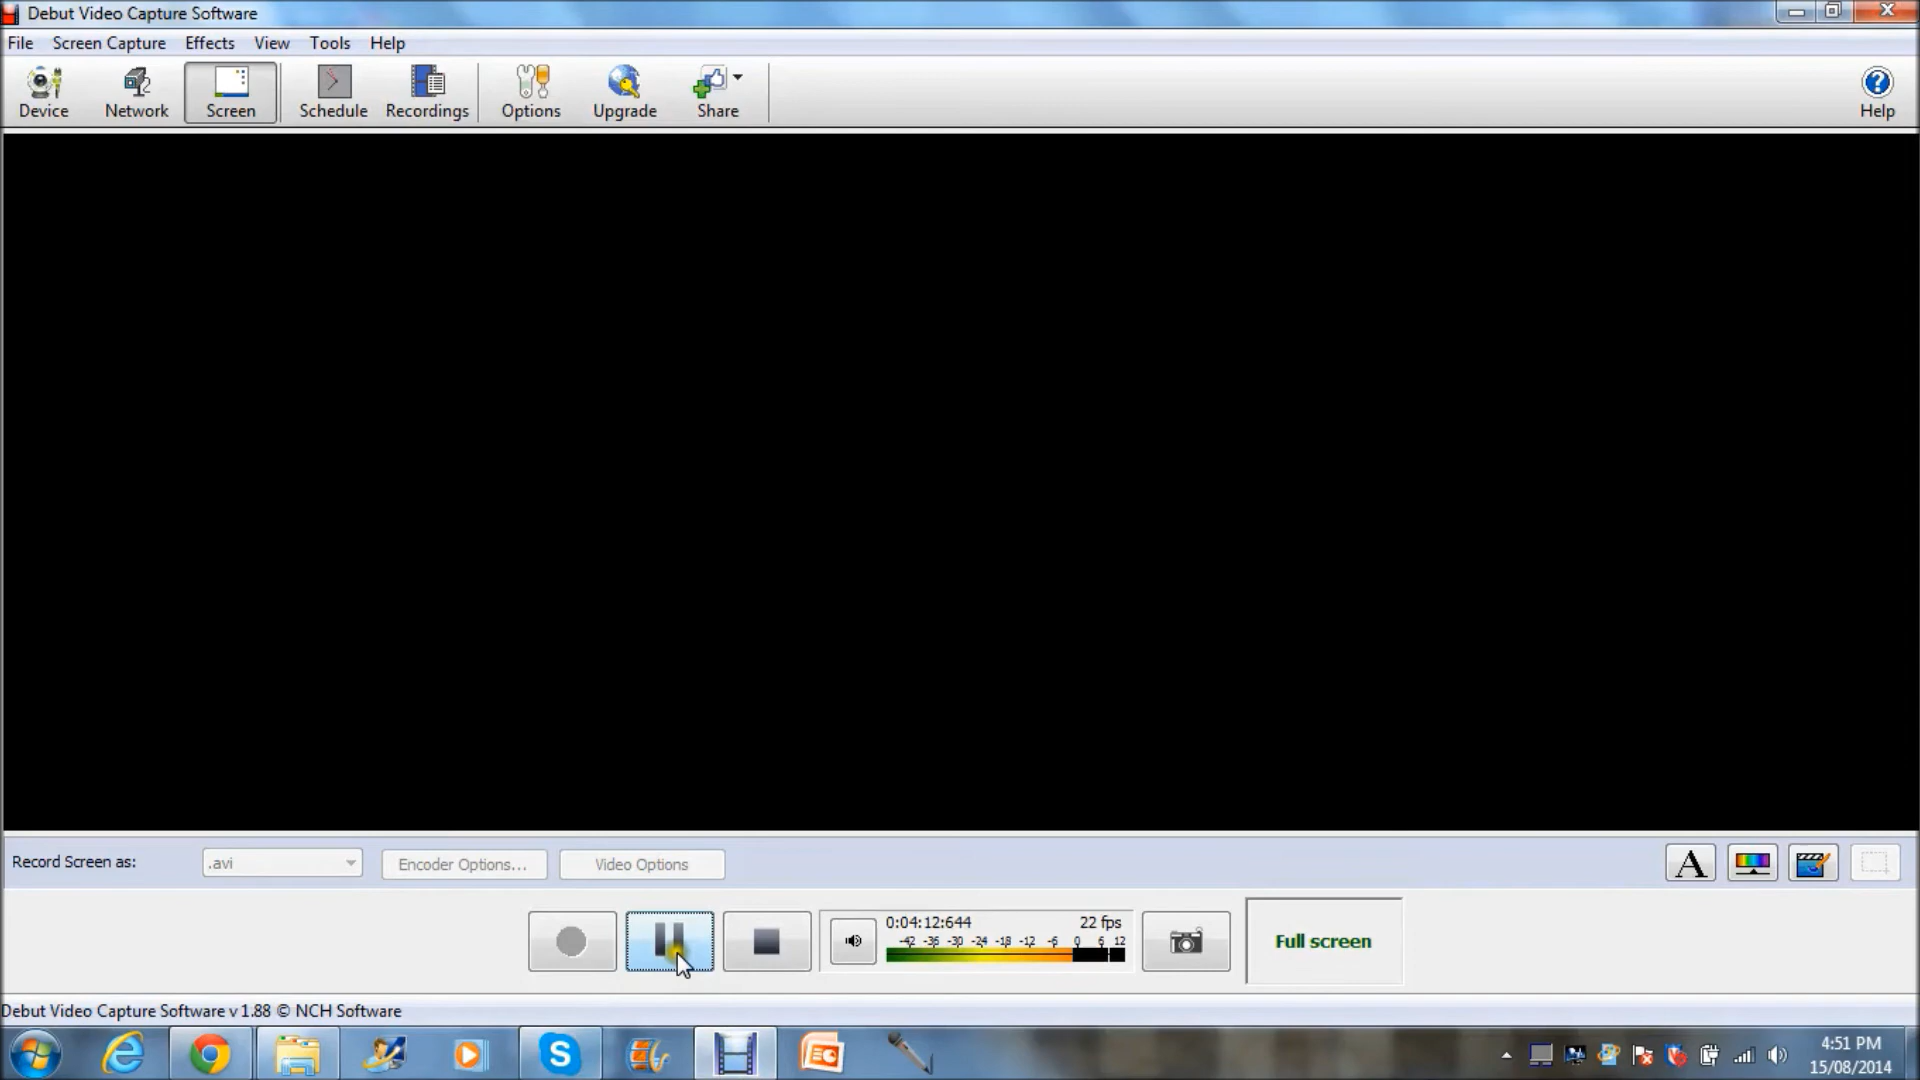 Debut Video Capture Software
File Screen Capture Effects View Tools Help
Device Network Screen Schedule Recordings Options Upgrade Share Help
Record Screen as: .avi Encoder Options... Video Options A
0:04:12:644 22 fps
-42 -36 -30 -24 -18 -12 -6 0 6 12
Full screen
Debut Video Capture Software v 1.88 © NCH Software
4:51 PM
15/08/2014